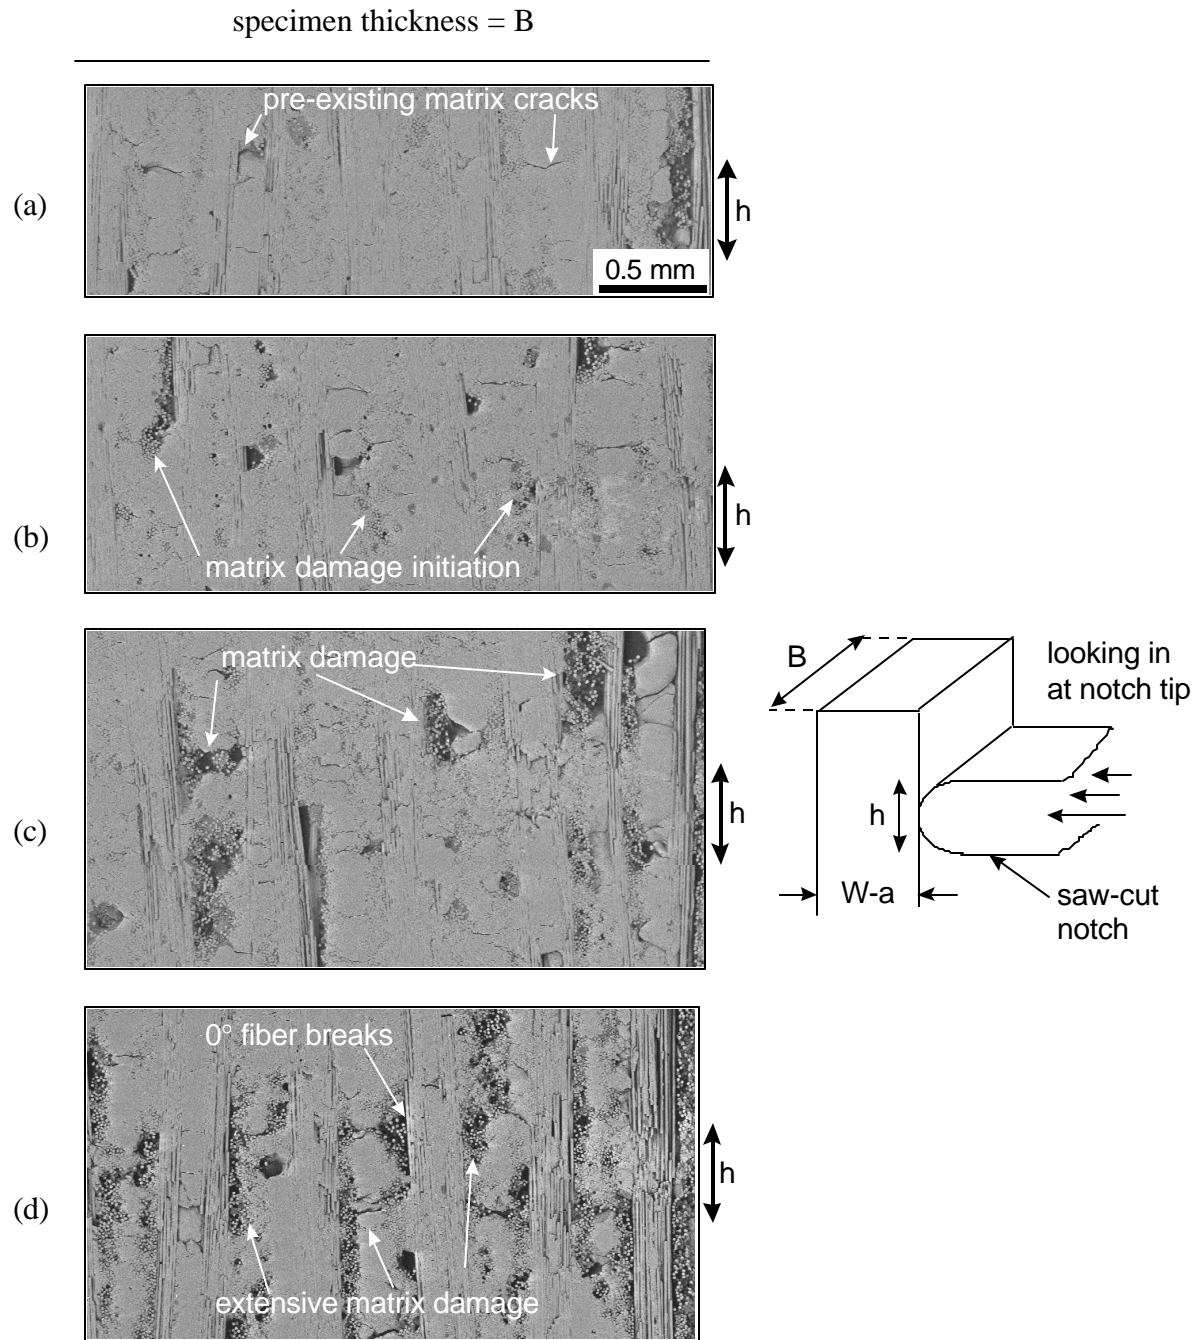 specimen thickness = B
pre-existing matrix cracks
(a)
h
0.5 mm
(b)
h
matrix damage initiation
matrix damage
(c)
h
B
looking in
at notch tip
h
W-a
saw-cut
notch
0° fiber breaks
(d)
h
extensive matrix damage